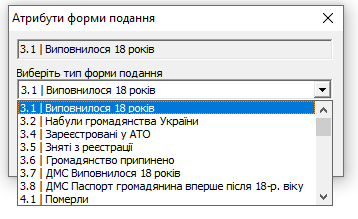 Атрибути форми подання
3.1 | Виповнилося 18 років
Виберіть тип форми подання
3.1 | Виповнилося 18 років
3.1 | Виповнилося 18 років
3.2 | Набули громадянства України
3.4 | Зареєстровані у АТО
3.5 | Зняті з реєстрації
3.6 | Громадянство припинено
3.7 | ДМС Виповнилося 18 років
3.8 | ДМС Паспорт громадянина вперше після 18-р. віку
4.1 | Померли